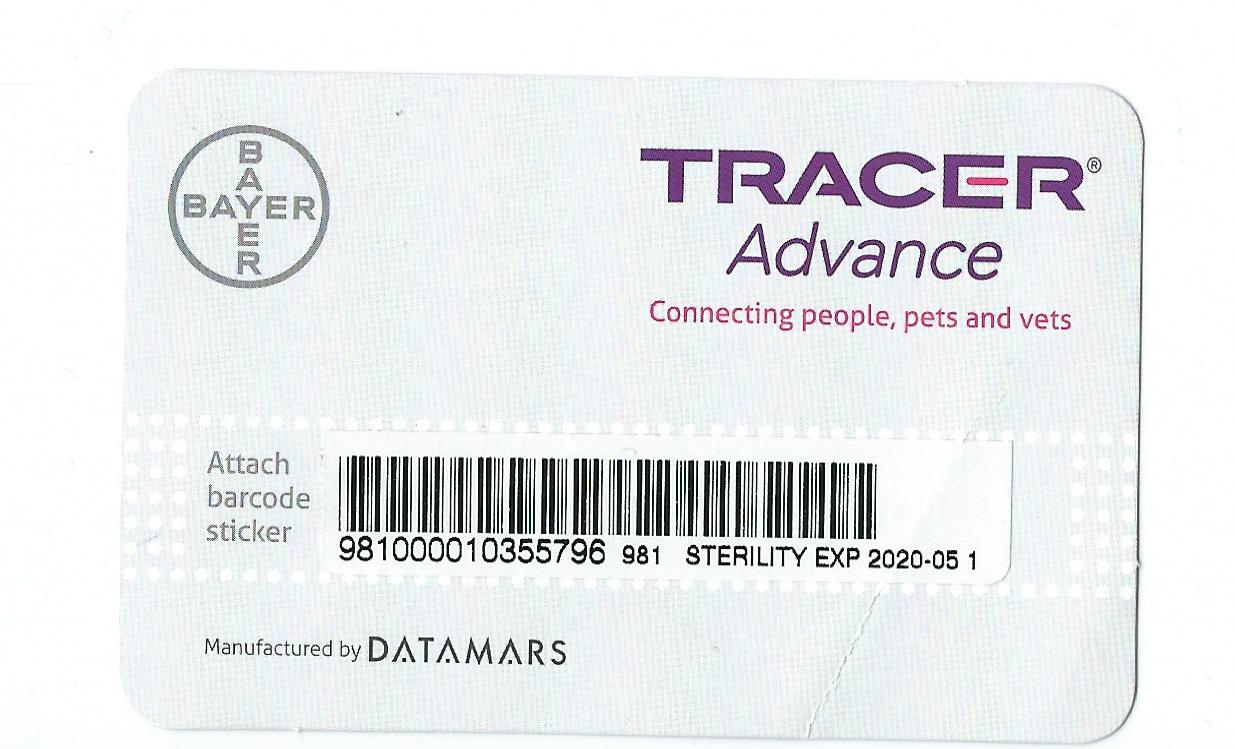 BAYER
BAYER
TRACER®
Advance
Connecting people, pets and vets
Attach
barcode
sticker
981000010355796 981 STERILITY EXP 2020-05 1
Manufactured by DATAMARS